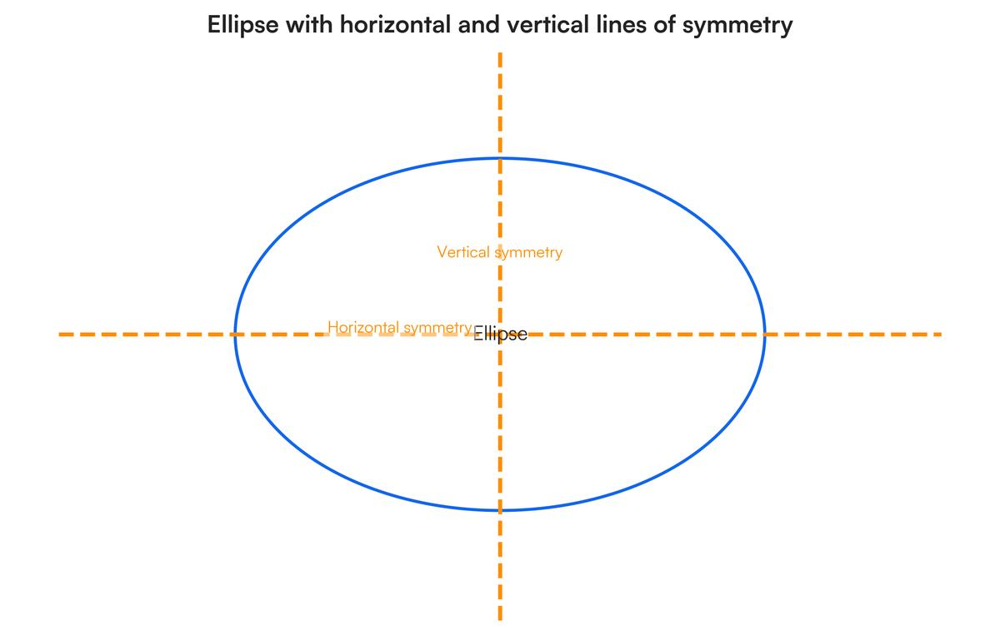 Ellipse with horizontal and vertical lines of symmetry
Vertical symmetry
Horizontal symmetry
Ellipse